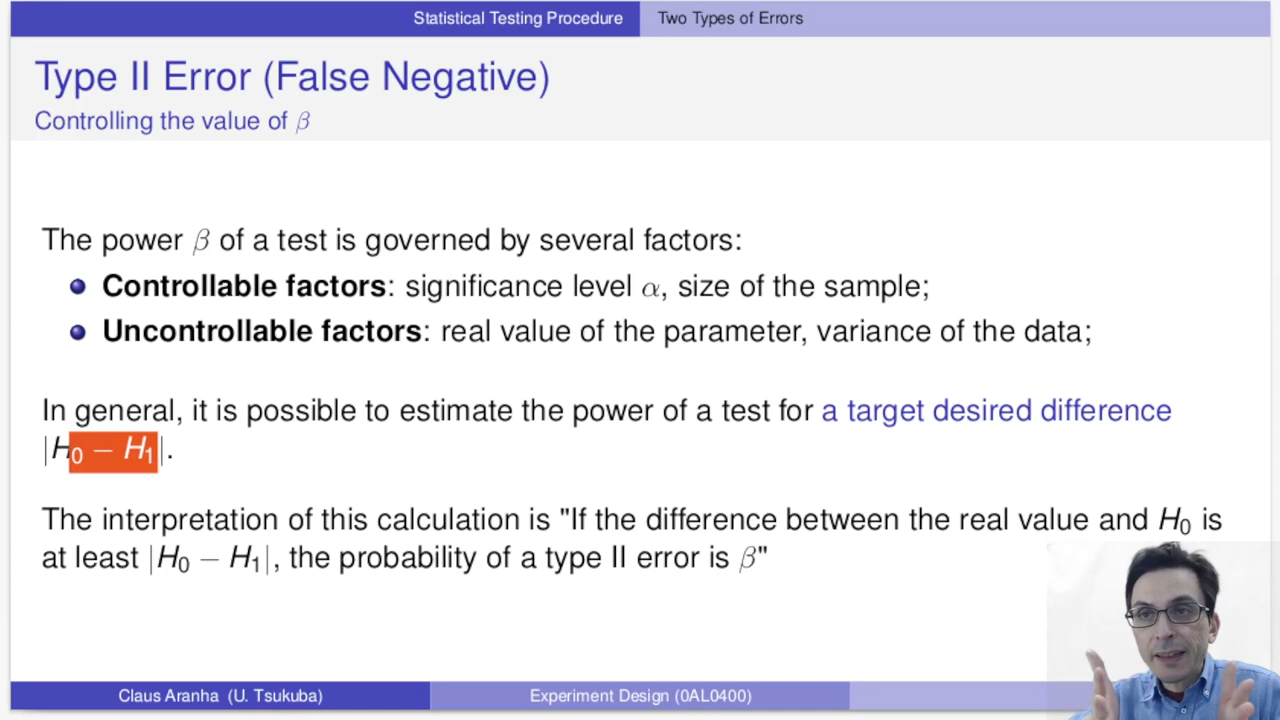 Statistical Testing Procedure Two Types of Errors
Type II Error (False Negative)
Controlling the value of β
The power β of a test is governed by several factors:
Controllable factors: significance level α, size of the sample;
Uncontrollable factors: real value of the parameter, variance of the data;
In general, it is possible to estimate the power of a test for a target desired difference
|H₀ − H₁|.
The interpretation of this calculation is "If the difference between the real value and H₀ is
at least |H₀ − H₁|, the probability of a type II error is β"
Claus Aranha (U. Tsukuba) Experiment Design (0AL0400)